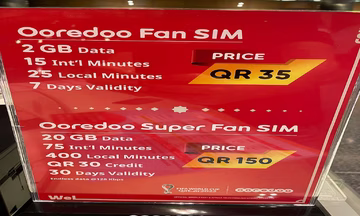 Ooredoo Fan SIM
2 GB Data
15 Int'l Minutes
25 Local Minutes
7 Days Validity
PRICE
QR 35
Ooredoo Super Fan SIM
20 GB Data
75 Int'l Minutes
400 Local Minutes
QR 30 Credit
30 Days Validity
PRICE
QR 150
ooredoo
Wel